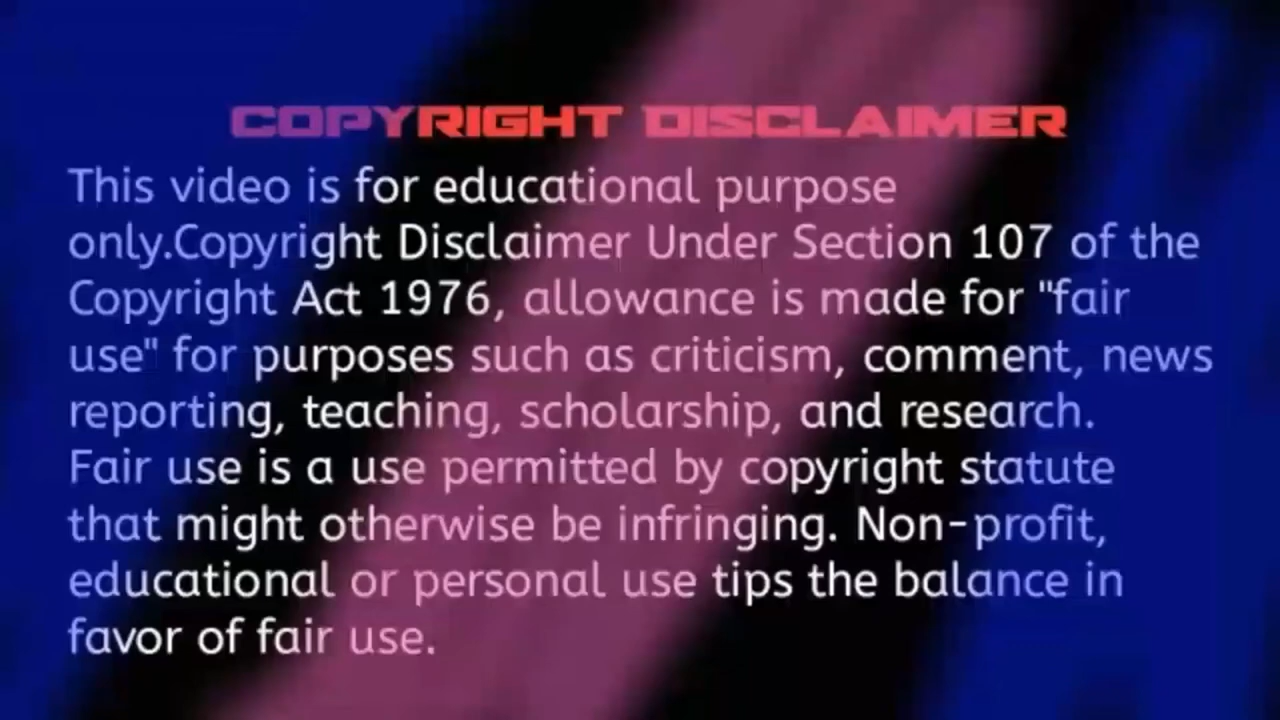 COPYRIGHT DISCLAIMER
This video is for educational purpose
only.Copyright Disclaimer Under Section 107 of the
Copyright Act 1976, allowance is made for "fair
use" for purposes such as criticism, comment, news
reporting, teaching, scholarship, and research.
Fair use is a use permitted by copyright statute
that might otherwise be infringing. Non-profit,
educational or personal use tips the balance in
favor of fair use.